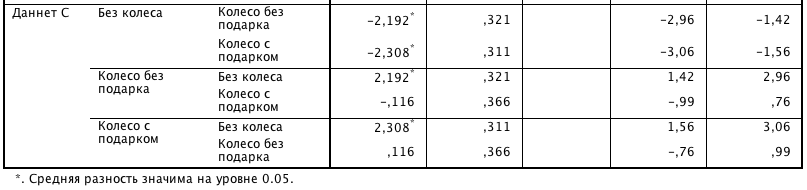 Даннет С Без колеса Колесо без подарка -2,192* ,321 -2,96 -1,42
Колесо с подарком -2,308* ,311 -3,06 -1,56
Колесо без подарка Без колеса 2,192* ,321 1,42 2,96
Колесо с подарком -,116 ,366 -,99 ,76
Колесо с подарком Без колеса 2,308* ,311 1,56 3,06
Колесо без подарка ,116 ,366 -,76 ,99
*. Средняя разность значима на уровне 0.05.